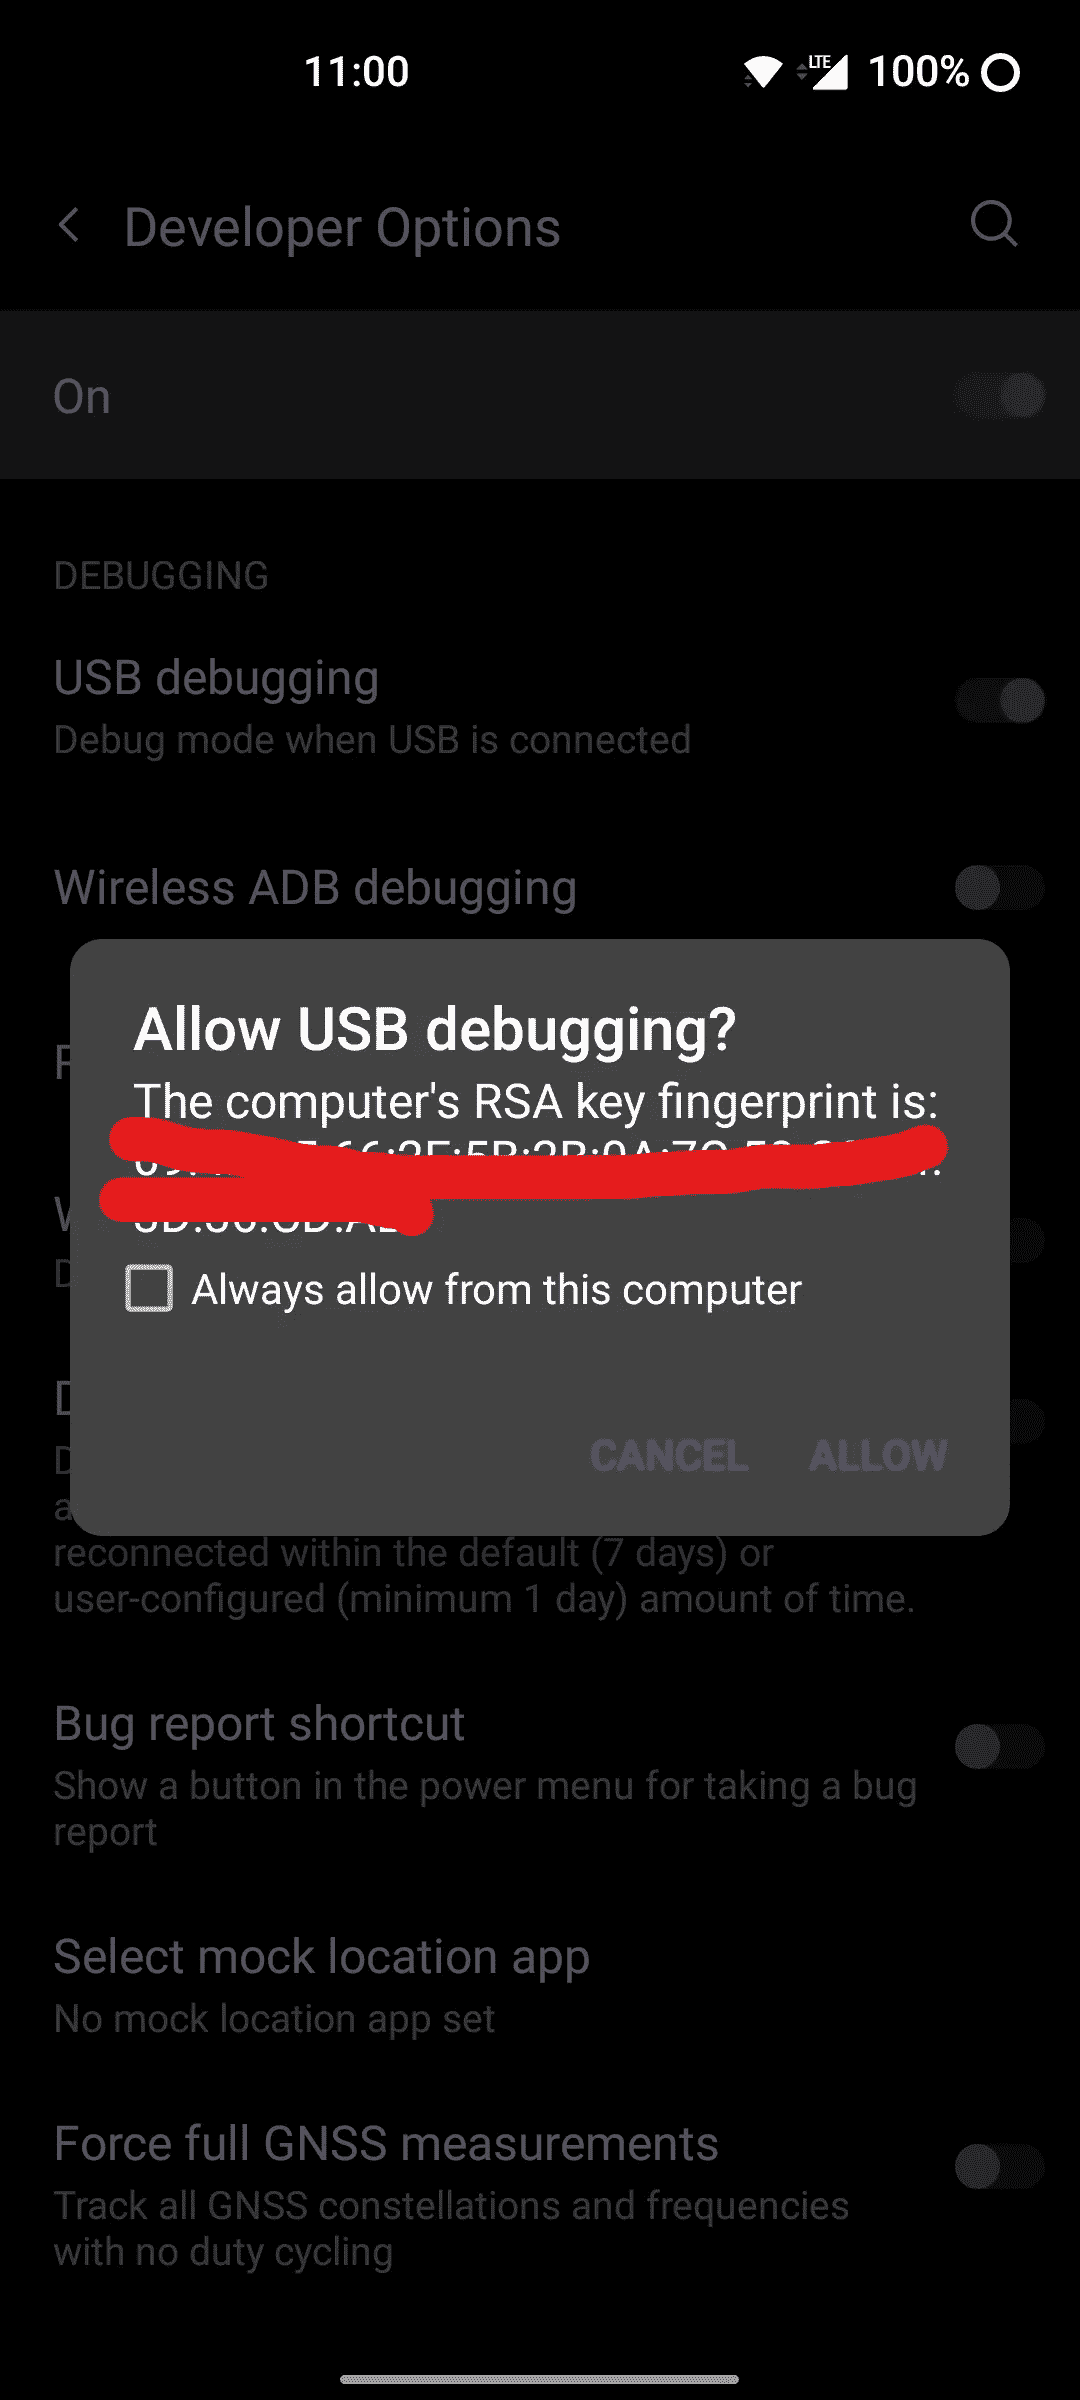 11:00 LTE 100%
Developer Options
On
DEBUGGING
USB debugging
Debug mode when USB is connected
Wireless ADB debugging
Allow USB debugging?
The computer's RSA key fingerprint is:
Always allow from this computer
CANCEL ALLOW
reconnected within the default (7 days) or
user-configured (minimum 1 day) amount of time.
Bug report shortcut
Show a button in the power menu for taking a bug
report
Select mock location app
No mock location app set
Force full GNSS measurements
Track all GNSS constellations and frequencies
with no duty cycling